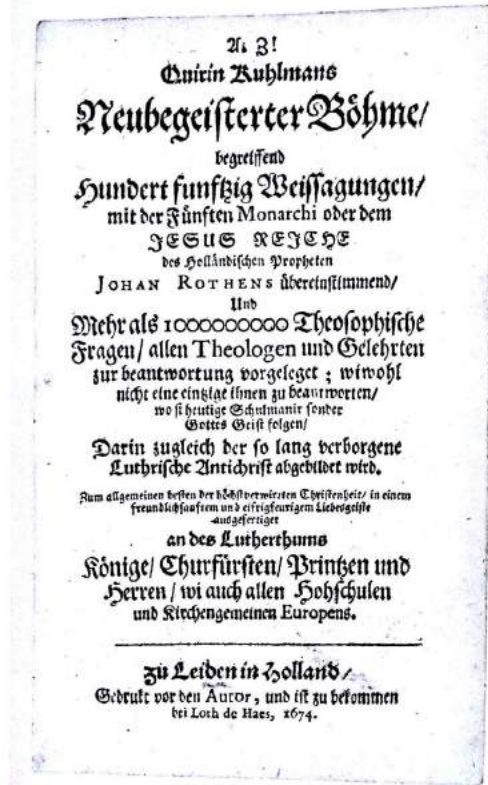 A. Z!
Quirin Kuhlmans
Neubegeisterter Böhme/
begreiffend
Hundert funftzig Weissagungen/
mit der Fünften Monarchi oder dem
JESUS REICHE
des Holländischen Propheten
JOHAN ROTHENS übereinstimmend/
Und
Mehr als 1000000000 Theosophische
Fragen/ allen Theologen und Gelehrten
zur beantwortung vorgeleget; wiwohl
nicht eine eintzige ihnen zu beantworten/
wo si heutige Schulmanir sonder
Gottes Geist folgen/
Darin zugleich der so lang verborgene
Luthrische Antichrist abgebildet wird.
Zum allgemeinen besten der höchstverwirrten Christenheit/ in einem
freundlichsanftem und eifrigfeurigem Libesgeiste
ausgefertiget
an des Lutherthums
Könige/ Churfürsten/ Printzen und
Herren/ wi auch allen Hohschulen
und Kirchengemeinen Europens.
Zu Leiden in Holland/
Gedrukt vor den Autor, und ist zu bekommen
bei Loth de Haes, 1674.